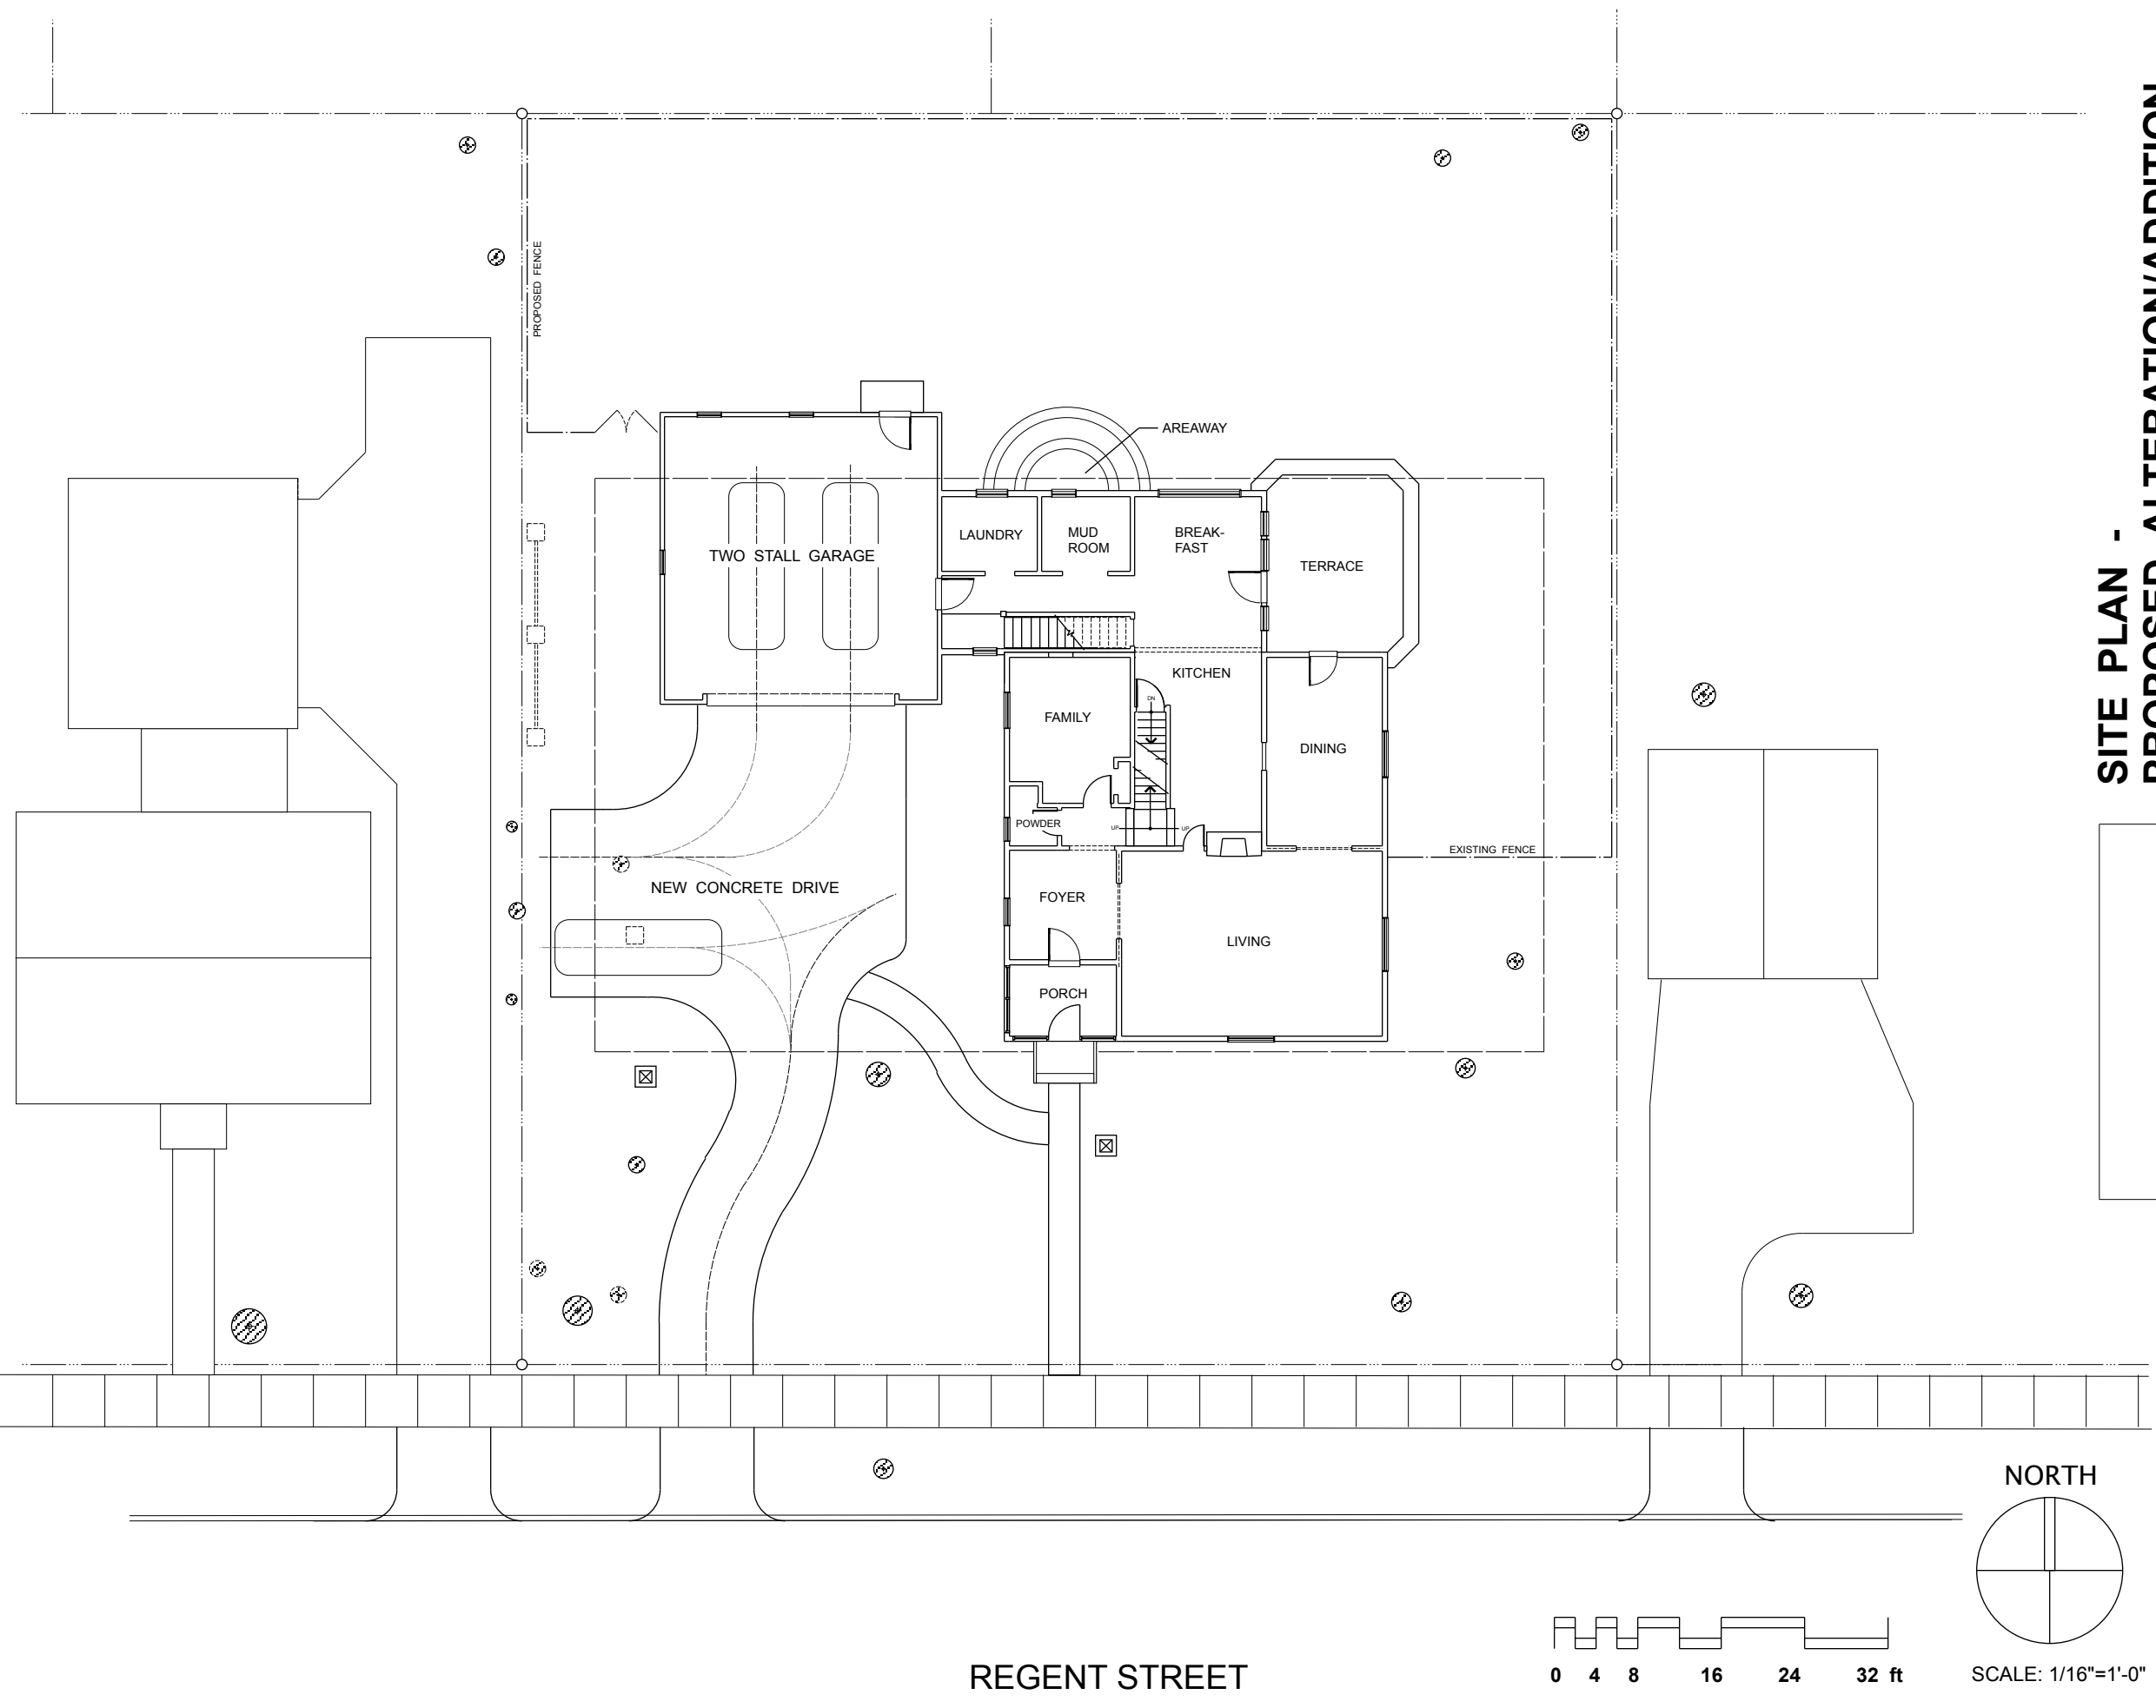 SITE PLAN -
PROPOSED ALTERATION/ADDITION
PROPOSED FENCE
AREAWAY
LAUNDRY
MUD
ROOM
BREAK-
FAST
TWO STALL GARAGE
TERRACE
KITCHEN
DN
FAMILY
DINING
POWDER
UP
UP
EXISTING FENCE
NEW CONCRETE DRIVE
FOYER
LIVING
PORCH
NORTH
0 4 8 16 24 32 ft
SCALE: 1/16"=1'-0"
REGENT STREET